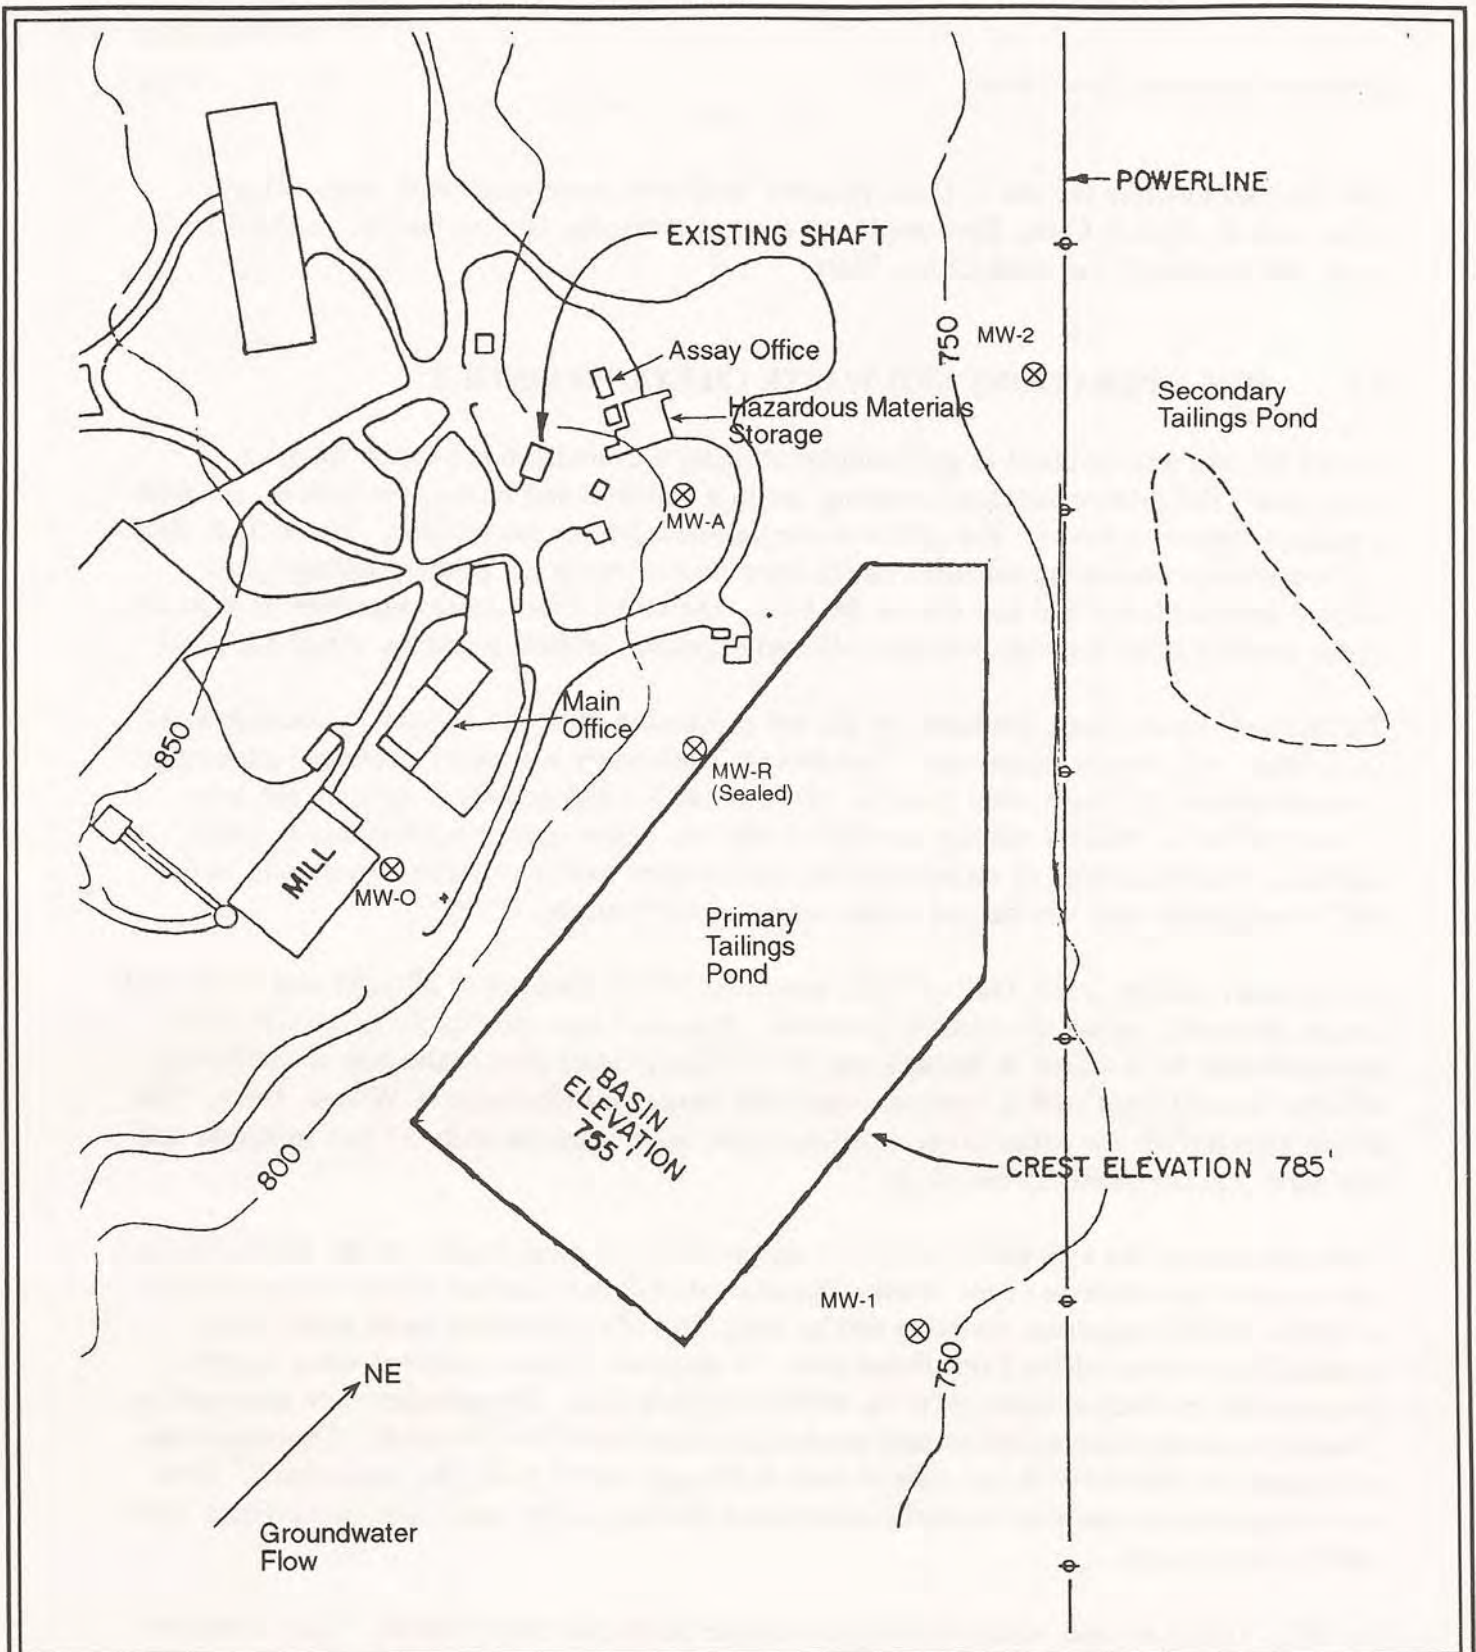 POWERLINE
EXISTING SHAFT
750
MW-2
Assay Office
Secondary
Tailings Pond
Hazardous Materials
Storage
MW-A
Main
Office
850
MW-R
(Sealed)
MILL
MW-O
Primary
Tailings
Pond
BASIN
ELEVATION
755'
800
CREST ELEVATION 785'
MW-1
750
NE
Groundwater
Flow